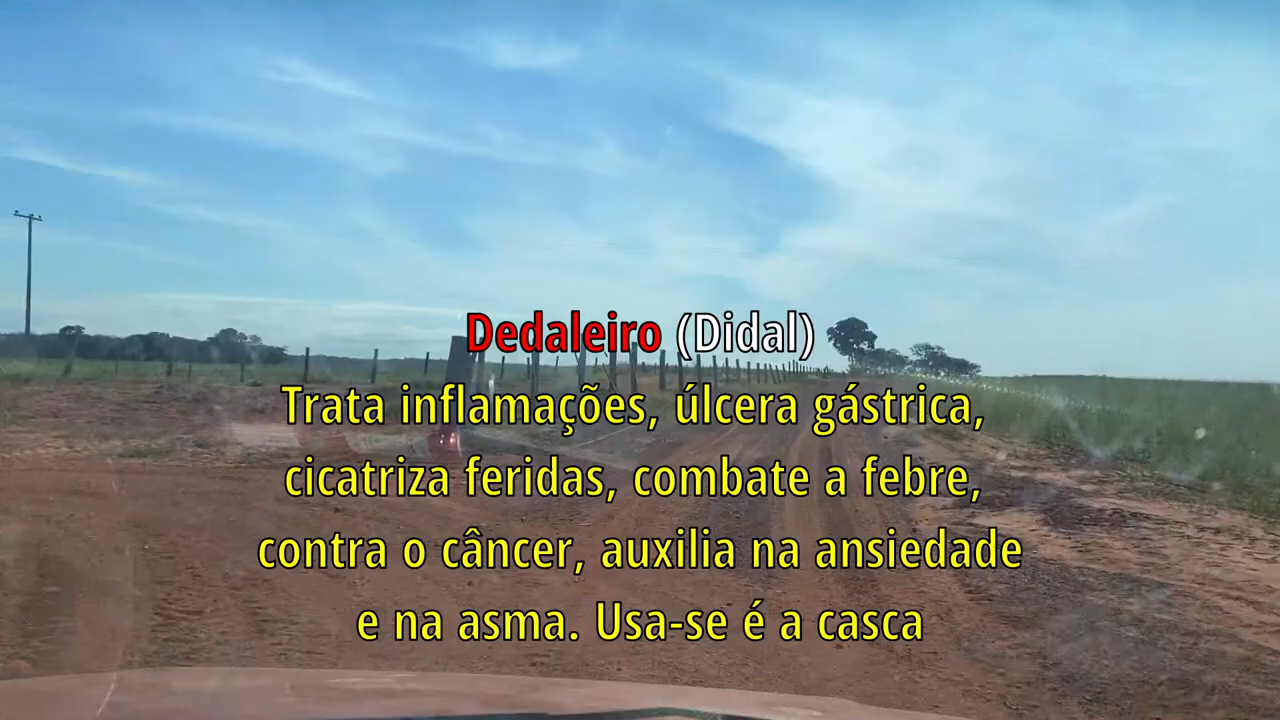 Dedaleiro (Didal)
Trata inflamações, úlcera gástrica,
cicatriza feridas, combate a febre,
contra o câncer, auxilia na ansiedade
e na asma. Usa-se é a casca